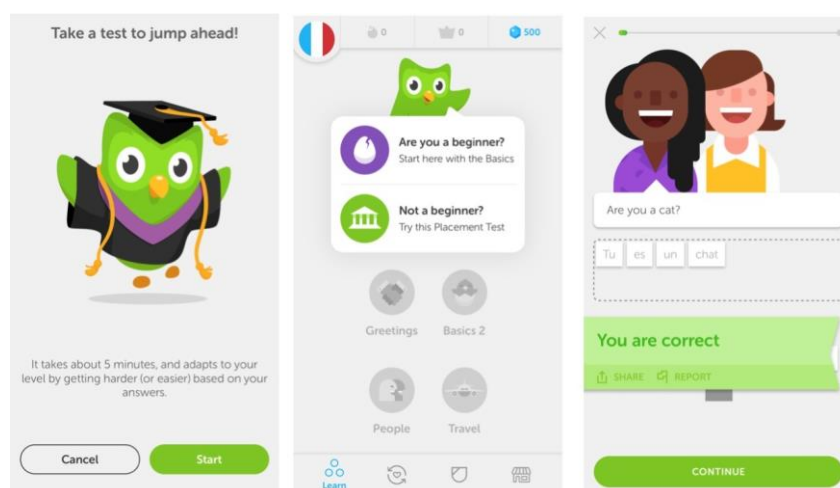 Take a test to jump ahead!
It takes about 5 minutes, and adapts to your
level by getting harder (or easier) based on your
answers.
Cancel
Start
0
0
500
Are you a beginner?
Start here with the Basics
Not a beginner?
Try this Placement Test
Greetings
Basics 2
People
Travel
Learn
Are you a cat?
Tu es un chat
You are correct
SHARE REPORT
CONTINUE